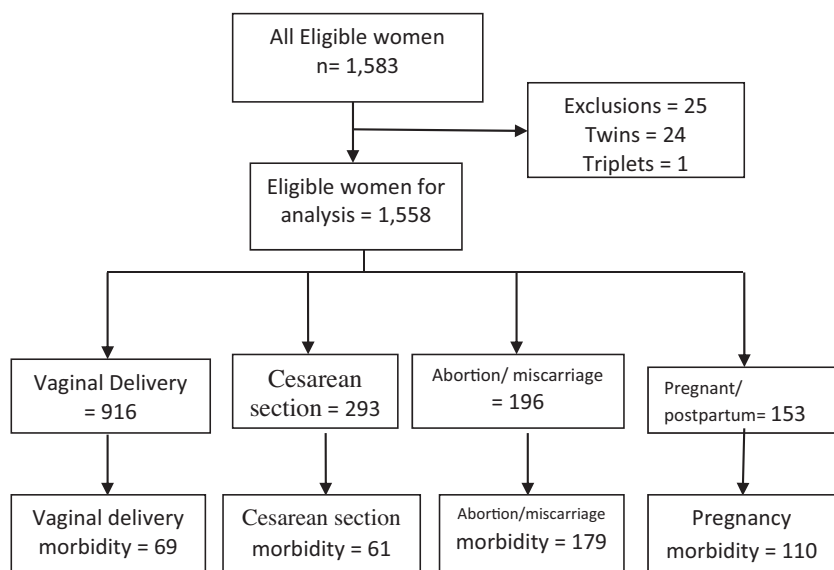 All Eligible women
n= 1,583
Exclusions = 25
Twins = 24
Triplets = 1
Eligible women for
analysis = 1,558
Vaginal Delivery
= 916
Cesarean
section = 293
Abortion/ miscarriage
= 196
Pregnant/
postpartum= 153
Vaginal delivery
morbidity = 69
Cesarean section
morbidity = 61
Abortion/miscarriage
morbidity = 179
Pregnancy
morbidity = 110